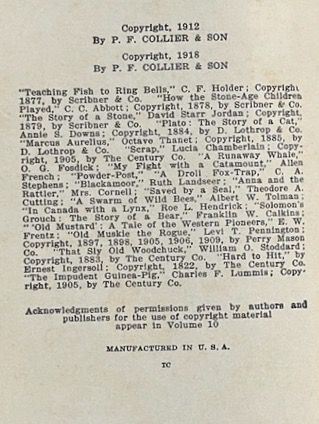 Copyright, 1912
By P. F. COLLIER & SON
Copyright, 1918
By P. F. COLLIER & SON
"Teaching Fish to Ring Bells," C. F. Holder; Copyright,
1877, by Scribner & Co. "How the Stone-Age Children
Played," C. C. Abbott; Copyright, 1878, by Scribner & Co.
"The Story of a Stone," David Starr Jordan; Copyright,
1879, by Scribner & Co. "Plato: The Story of a Cat,"
Annie S. Downs; Copyright, 1884, by D. Lothrop & Co.
"Marcus Aurelius," Octave Thanet; Copyright, 1885, by
D. Lothrop & Co. "Scrap," Lucia Chamberlain; Copy-
right, 1905, by The Century Co. "A Runaway Whale,"
O. G. Fosdick; "My Fight with a Catamount," Allen
French; "Powder-Post," "A Droll Fox-Trap," C. A.
Stephens; "Blackamoor," Ruth Landseer; "Anna and the
Rattler," Mrs. Cornell; "Saved by a Seal," Theodore A.
Cutting; "A Swarm of Wild Bees," Albert W. Tolman;
"In Canada with a Lynx," Roe L. Hendrick; "Solomon's
Grouch: The Story of a Bear," Franklin W. Calkins;
"'Old Mustard': A Tale of the Western Pioneers," E. W.
Frentz; "Old Muskie the Rogue," Levi T. Pennington;
Copyright, 1897, 1898, 1905, 1906, 1909, by Perry Mason
Co. "That Sly Old Woodchuck," William O. Stoddard;
Copyright, 1883, by The Century Co. "Hard to Hit," by
Ernest Ingersoll; Copyright, 1822, by The Century Co.
"The Impudent Guinea-Pig," Charles F. Lummis; Copy-
right, 1905, by The Century Co.
Acknowledgments of permissions given by authors and
publishers for the use of copyright material
appear in Volume 10
MANUFACTURED IN U. S. A.
TC